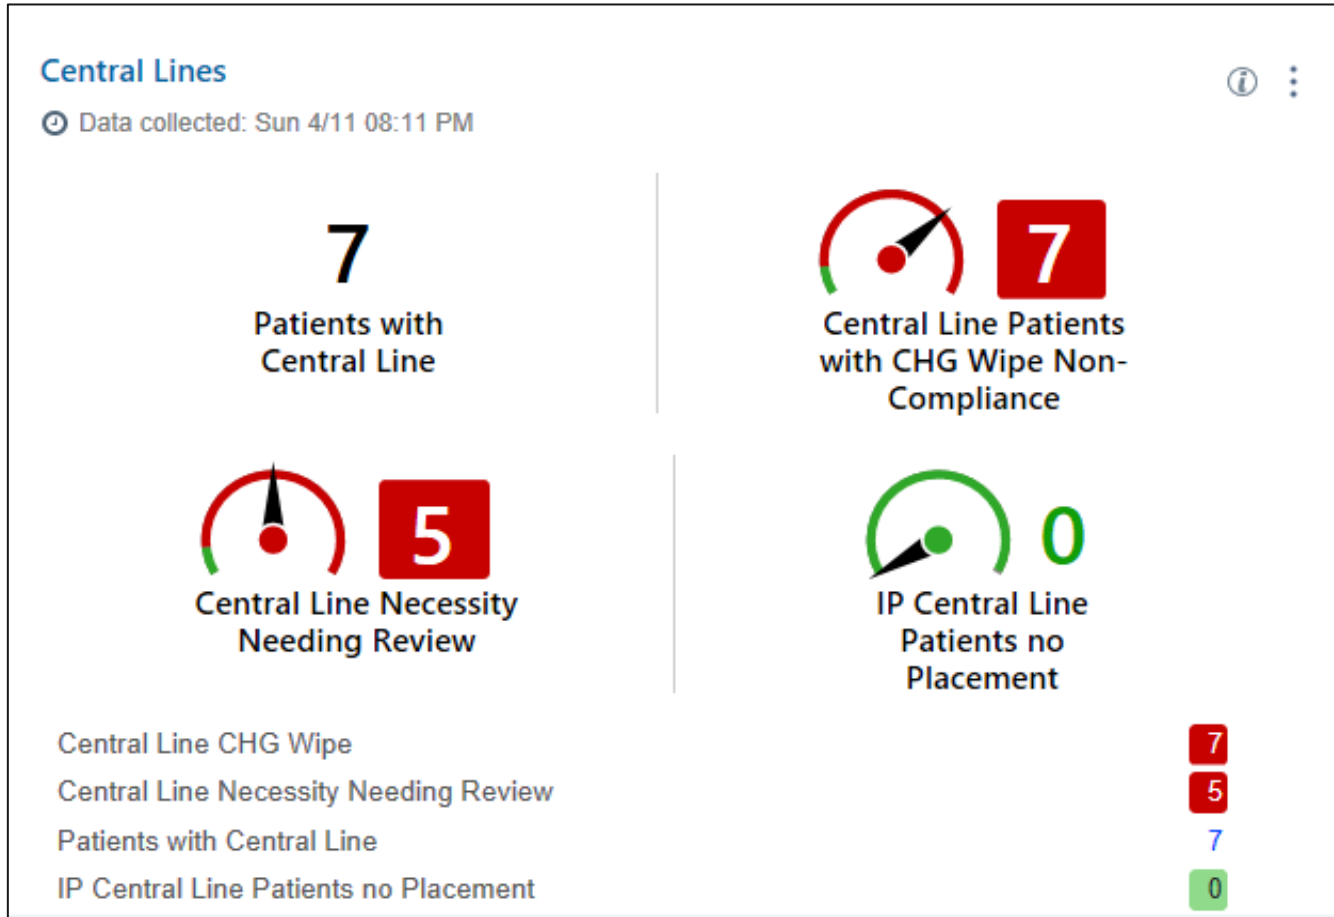 Central Lines
Data collected: Sun 4/11 08:11 PM
7
Patients with
Central Line
7
Central Line Patients
with CHG Wipe Non-
Compliance
5
Central Line Necessity
Needing Review
0
IP Central Line
Patients no
Placement
Central Line CHG Wipe 7
Central Line Necessity Needing Review 5
Patients with Central Line 7
IP Central Line Patients no Placement 0